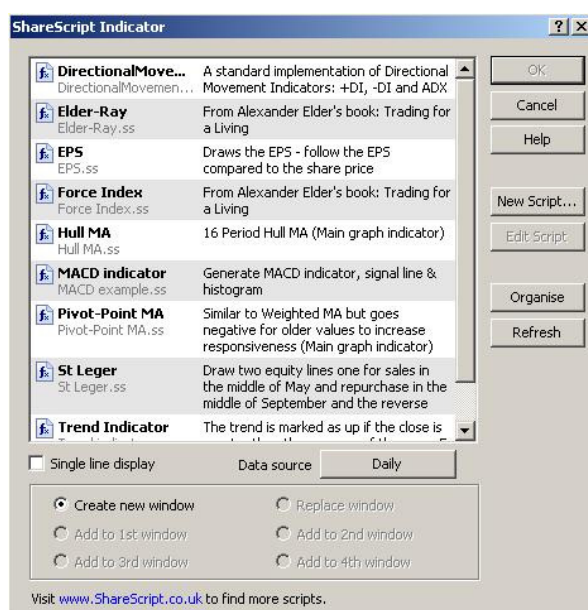 ShareScript Indicator
DirectionalMove... A standard implementation of Directional
DirectionalMovemen... Movement Indicators: +DI, -DI and ADX
Elder-Ray From Alexander Elder's book: Trading for
Elder-Ray.ss a Living
EPS Draws the EPS - follow the EPS
EPS.ss compared to the share price
Force Index From Alexander Elder's book: Trading for
Force Index.ss a Living
Hull MA 16 Period Hull MA (Main graph indicator)
Hull MA.ss
MACD indicator Generate MACD indicator, signal line &
MACD example.ss histogram
Pivot-Point MA Similar to Weighted MA but goes
Pivot-Point MA.ss negative for older values to increase
responsiveness (Main graph indicator)
St Leger Draw two equity lines one for sales in
St Leger.ss the middle of May and repurchase in the
middle of September and the reverse
Trend Indicator The trend is marked as up if the close is
OK
Cancel
Help
New Script...
Edit Script
Organise
Refresh
Single line display Data source Daily
Create new window Replace window
Add to 1st window Add to 2nd window
Add to 3rd window Add to 4th window
Visit www.ShareScript.co.uk to find more scripts.